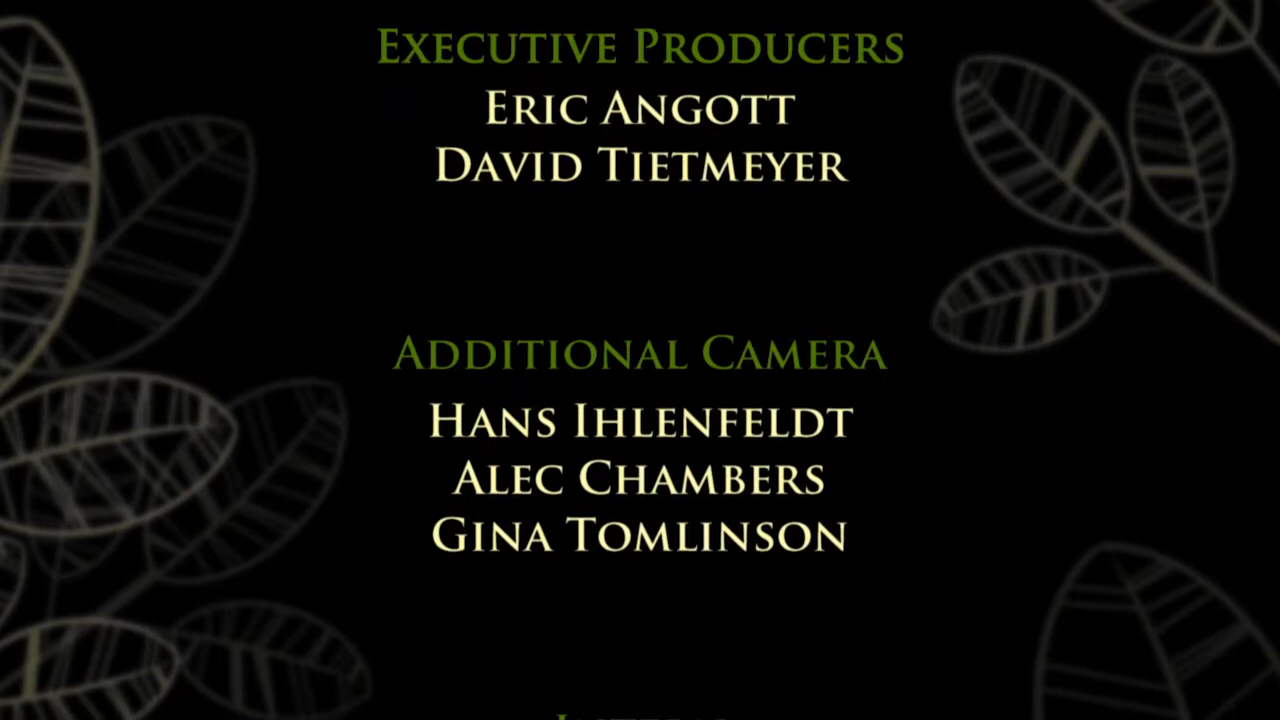 Executive Producers
Eric Angott
David Tietmeyer
Additional Camera
Hans Ihlenfeldt
Alec Chambers
Gina Tomlinson